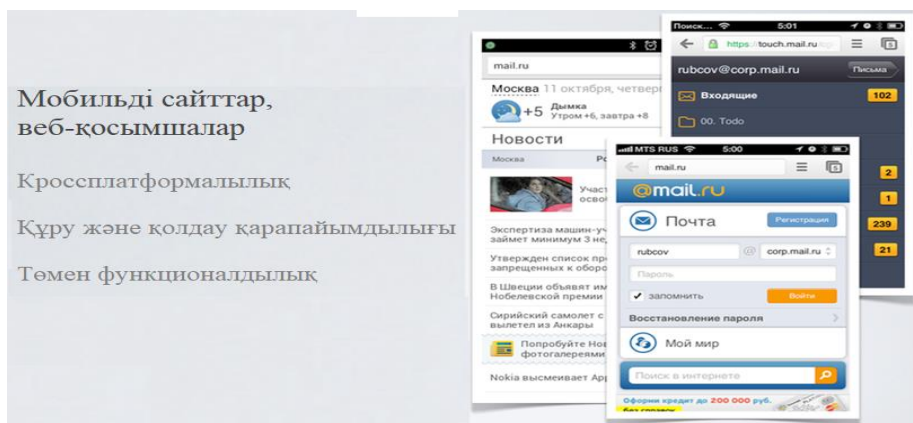 Мобильді сайттар,
веб-қосымшалар
Кроссплатформалылық
Құру және қолдау қарапайымдылығы
Төмен функционалдылық
mail.ru
Москва 11 октября, четверг
+5 Дымка
Утром +6, завтра +8
Новости
Москва
Учас
осво
Экспертиза машин-уч
займет минимум 3 не
Утвержден список пр
запрещенных к оборо
В Швеции объявят им
Нобелевской премии
Сирийский самолет с
вылетел из Анкары
Попробуйте Нов
фотогалереями
Nokia высмеивает App
Поиск... 5:01
https://touch.mail.ru
5
rubcov@corp.mail.ru Письма
Входящие 102
00. Todo
2
1
239
21
MTS RUS 5:00
mail.ru 5
@mail.ru
Почта Регистрация
rubcov @ corp.mail.ru
Пароль
запомнить Войти
Восстановление пароля
Мой мир
Поиск в интернете
Оформи кредит до 200 000 руб.
без справок